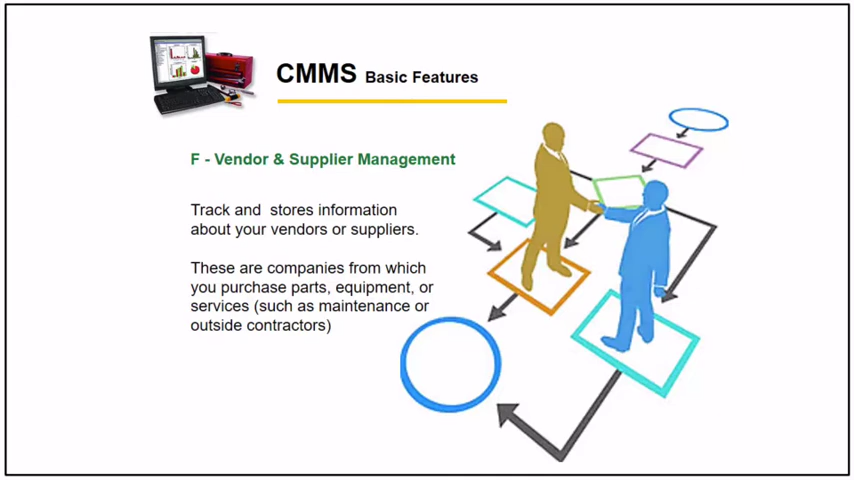 CMMS Basic Features
F - Vendor & Supplier Management
Track and stores information
about your vendors or suppliers.
These are companies from which
you purchase parts, equipment, or
services (such as maintenance or
outside contractors)